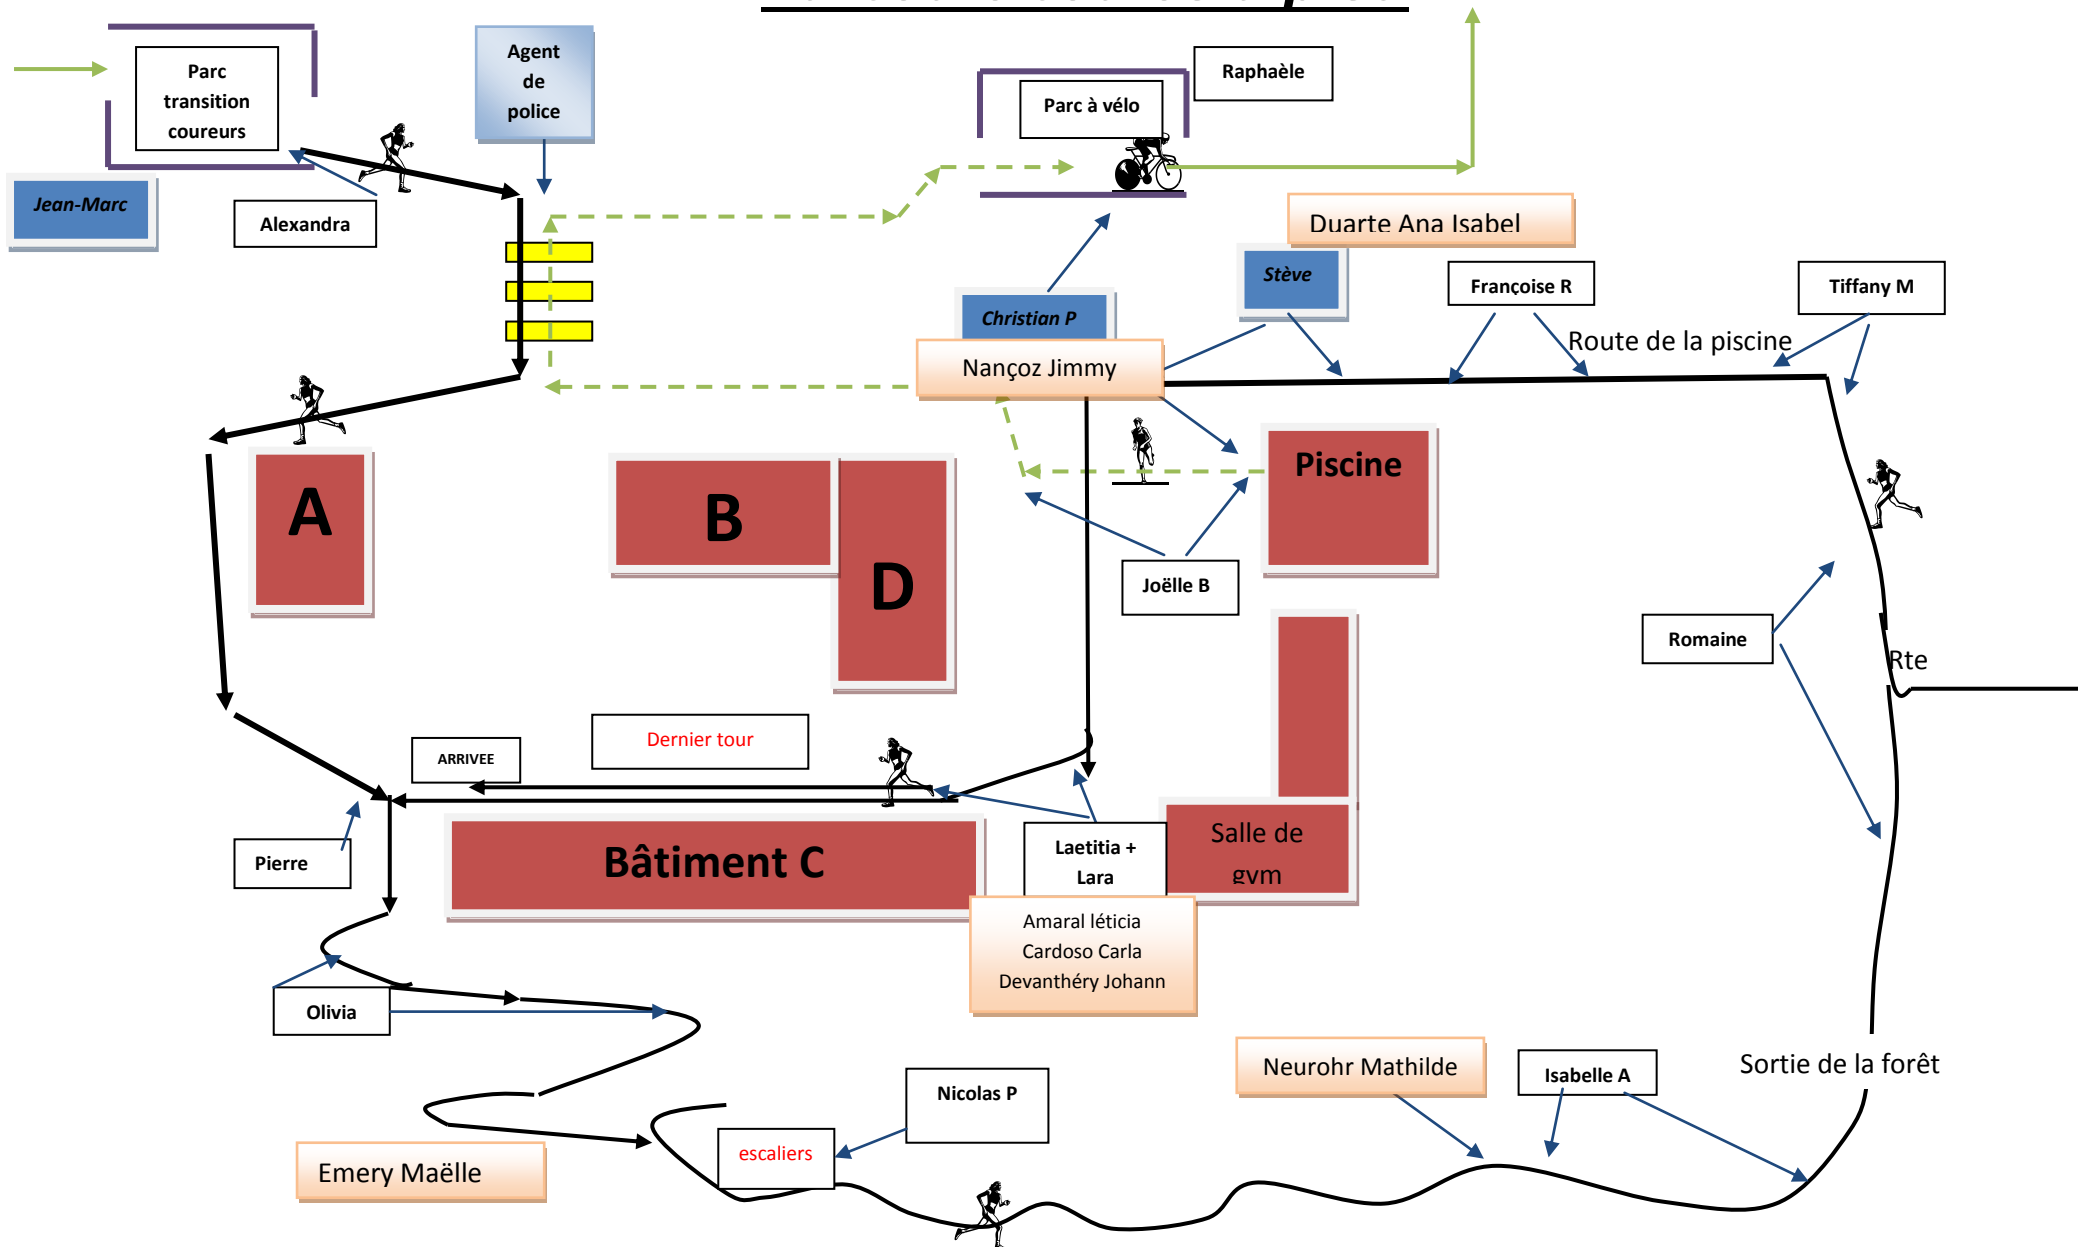 Parc
transition
coureurs
Agent
de
police
Parc à vélo
Raphaèle
Jean-Marc
Alexandra
Duarte Ana Isabel
Stève
Françoise R
Tiffany M
Christian P
Nançoz Jimmy
Route de la piscine
A
B
D
Piscine
Joëlle B
Romaine
Rte
Dernier tour
ARRIVEE
Pierre
Bâtiment C
Laetitia +
Lara
Salle de
gym
Amaral léticia
Cardoso Carla
Devanthéry Johann
Olivia
Neurohr Mathilde
Isabelle A
Sortie de la forêt
Nicolas P
escaliers
Emery Maëlle